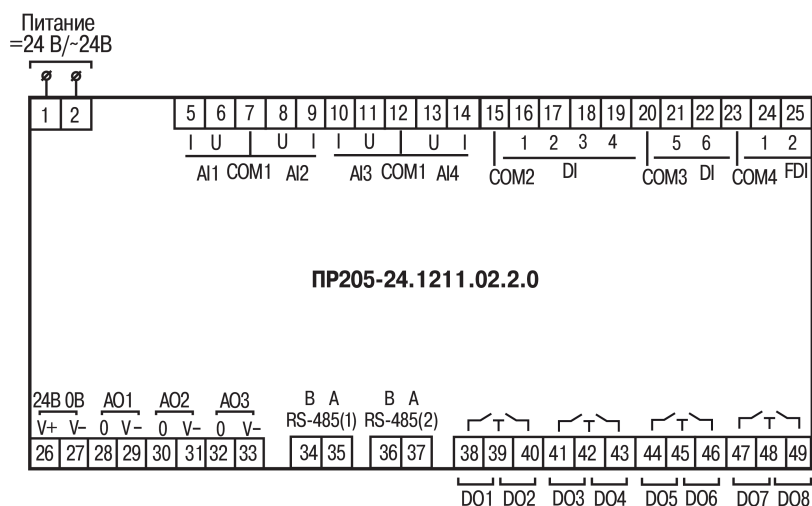 Питание
=24 В/~24В
1 2 5 6 7 8 9 10 11 12 13 14 15 16 17 18 19 20 21 22 23 24 25
I U U I I U U I 1 2 3 4 5 6 1 2
AI1 COM1 AI2 AI3 COM1 AI4 COM2 DI COM3 DI COM4 FDI
ПР205-24.1211.02.2.0
24В 0В AO1 AO2 AO3 B A B A
V+ V- 0 V- 0 V- 0 V- RS-485(1) RS-485(2)
26 27 28 29 30 31 32 33 34 35 36 37 38 39 40 41 42 43 44 45 46 47 48 49
DO1 DO2 DO3 DO4 DO5 DO6 DO7 DO8